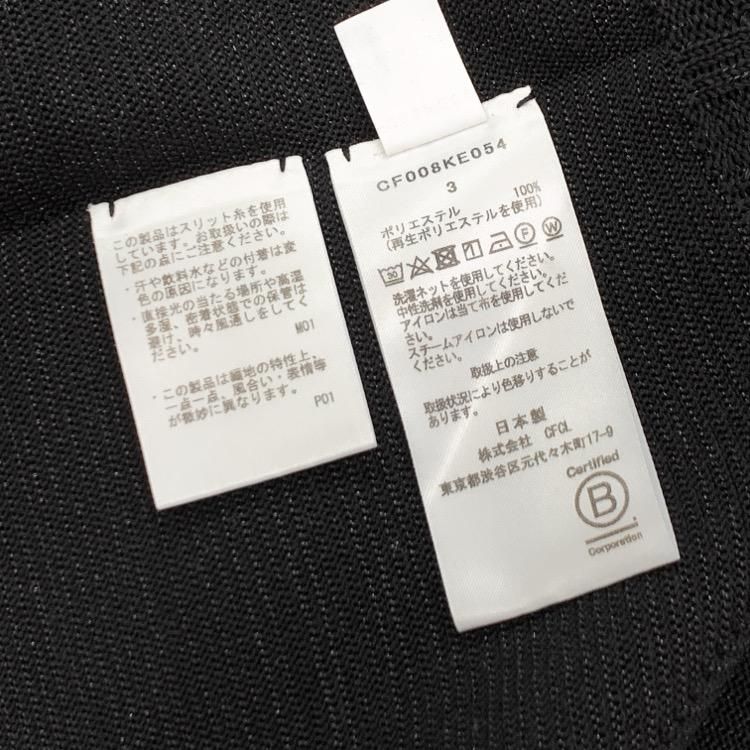 この製品はスリット糸を使用
しています。お取扱いの際は
下記の点にご注意ください。
・汗や飲料水などの付着は変
色の原因になります。
・直接光の当たる場所や高温
多湿、密着状態での保管は
避け、時々風通しをしてく
ださい。
M01
・この製品は編地の特性上、
一点一点、風合い・表情等
が微妙に異なります。
P01
CF008KE054
3
ポリエステル 100%
(再生ポリエステルを使用)
30 1 F W
洗濯ネットを使用してください。
中性洗剤を使用してください。
アイロンは当て布を使用してくだ
さい。
スチームアイロンは使用しないで
ください。
取扱上の注意
取扱状況により色移りすることが
あります。
日本製
株式会社 CFCL
東京都渋谷区元代々木町17-9
Certified
B
Corporation